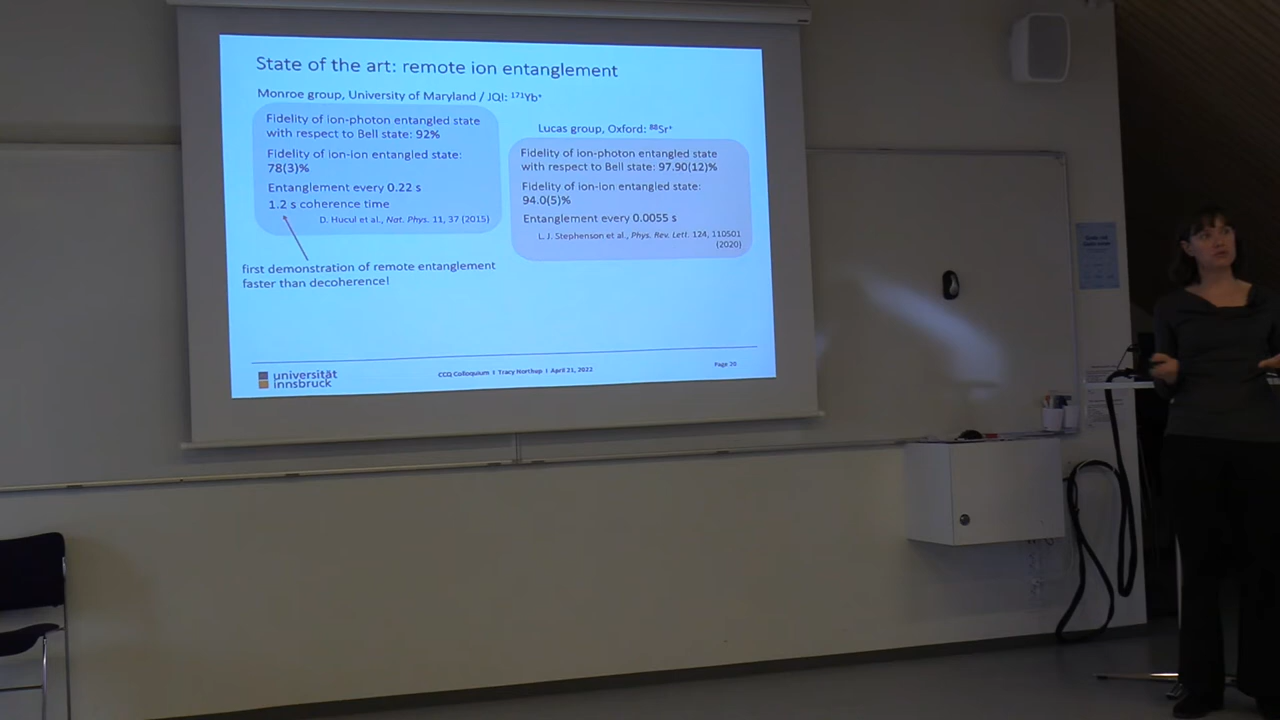 State of the art: remote ion entanglement
Monroe group, University of Maryland / JQI: ¹⁷¹Yb⁺
Fidelity of ion-photon entangled state
with respect to Bell state: 92%
Fidelity of ion-ion entangled state:
78(3)%
Entanglement every 0.22 s
1.2 s coherence time
D. Hucul et al., Nat. Phys. 11, 37 (2015)
first demonstration of remote entanglement
faster than decoherence!
Lucas group, Oxford: ⁸⁸Sr⁺
Fidelity of ion-photon entangled state
with respect to Bell state: 97.90(12)%
Fidelity of ion-ion entangled state:
94.0(5)%
Entanglement every 0.0055 s
L. J. Stephenson et al., Phys. Rev. Lett. 124, 110501
(2020)
universität
innsbruck
CCQ Colloquium I Tracy Northup I April 21, 2022
Page 20